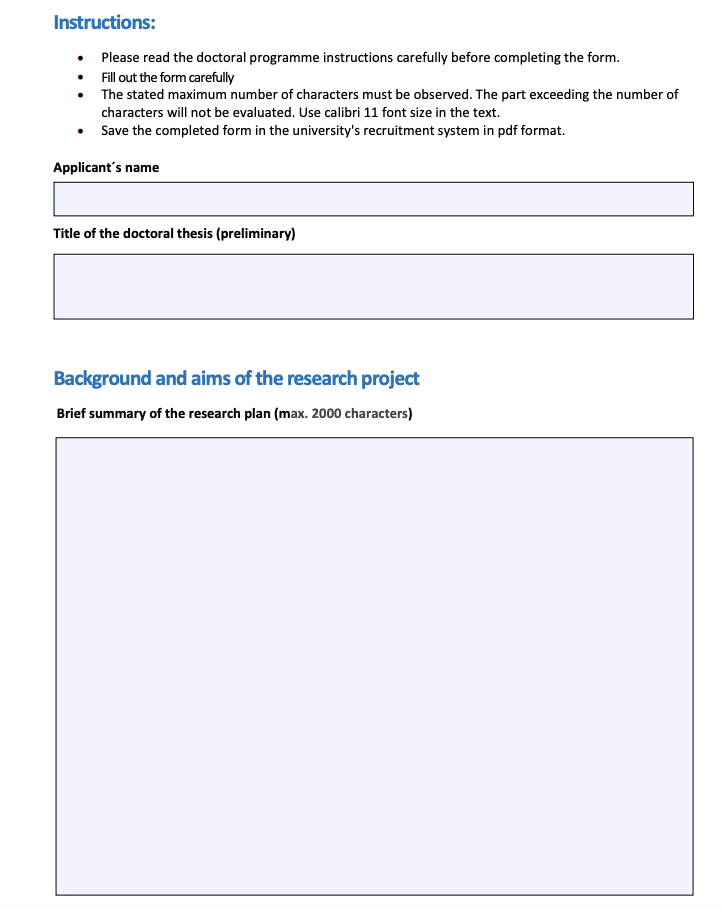 Instructions:
• Please read the doctoral programme instructions carefully before completing the form.
• Fill out the form carefully
• The stated maximum number of characters must be observed. The part exceeding the number of
characters will not be evaluated. Use calibri 11 font size in the text.
• Save the completed form in the university's recruitment system in pdf format.
Applicant´s name
Title of the doctoral thesis (preliminary)
Background and aims of the research project
Brief summary of the research plan (max. 2000 characters)